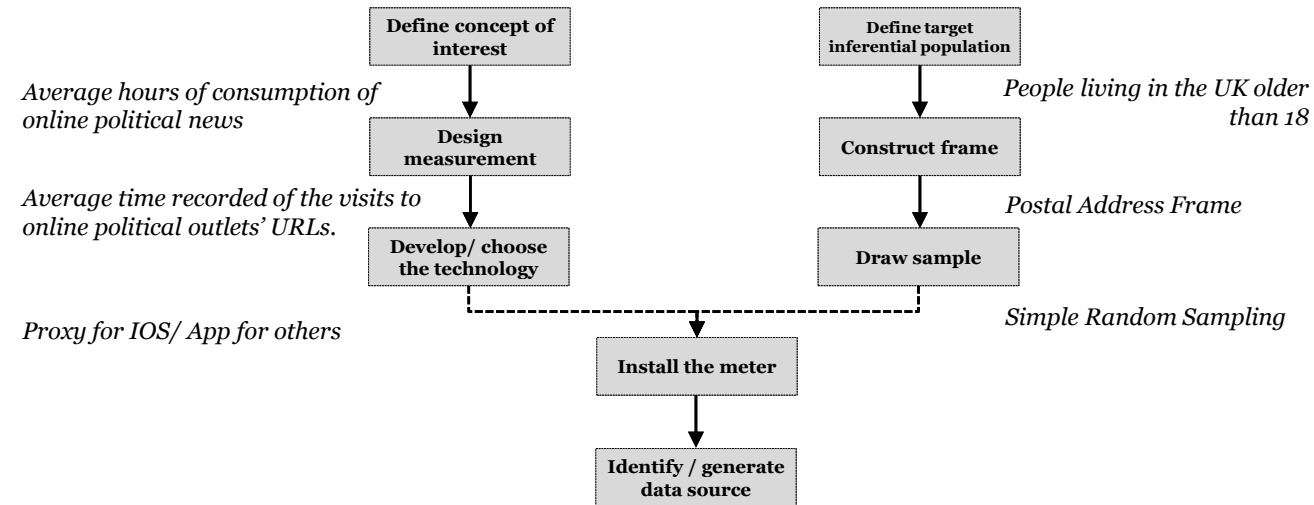 Define concept of
interest
Define target
inferential population
Average hours of consumption of
online political news
People living in the UK older
than 18
Design
measurement
Construct frame
Average time recorded of the visits to
online political outlets’ URLs.
Postal Address Frame
Develop/ choose
the technology
Draw sample
Proxy for IOS/ App for others
Simple Random Sampling
Install the meter
Identify / generate
data source